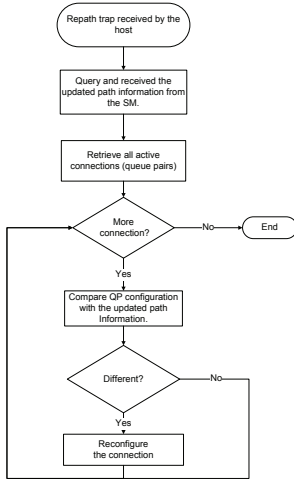 Repath trap received by the
host
Query and received the
updated path information from
the SM.
Retrieve all active
connections (queue pairs)
More
connection?
No
End
Yes
Compare QP configuration
with the updated path
Information.
Different?
No
Yes
Reconfigure
the connection